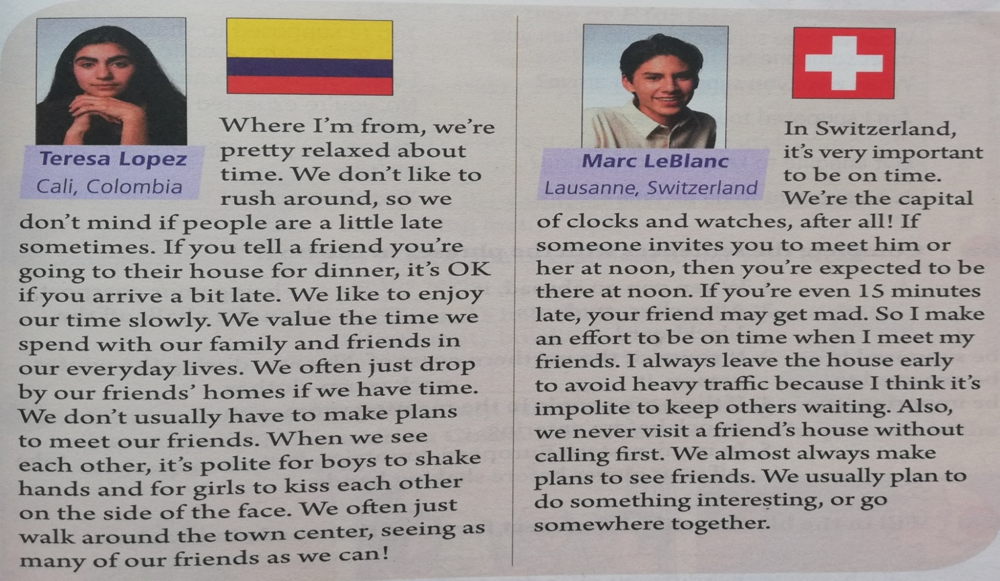 Teresa Lopez
Cali, Colombia
Where I'm from, we're
pretty relaxed about
time. We don't like to
rush around, so we
don't mind if people are a little late
sometimes. If you tell a friend you're
going to their house for dinner, it's OK
if you arrive a bit late. We like to enjoy
our time slowly. We value the time we
spend with our family and friends in
our everyday lives. We often just drop
by our friends' homes if we have time.
We don't usually have to make plans
to meet our friends. When we see
each other, it's polite for boys to shake
hands and for girls to kiss each other
on the side of the face. We often just
walk around the town center, seeing as
many of our friends as we can!
Marc LeBlanc
Lausanne, Switzerland
In Switzerland,
it's very important
to be on time.
We're the capital
of clocks and watches, after all! If
someone invites you to meet him or
her at noon, then you're expected to be
there at noon. If you're even 15 minutes
late, your friend may get mad. So I make
an effort to be on time when I meet my
friends. I always leave the house early
to avoid heavy traffic because I think it's
impolite to keep others waiting. Also,
we never visit a friend's house without
calling first. We almost always make
plans to see friends. We usually plan to
do something interesting, or go
somewhere together.